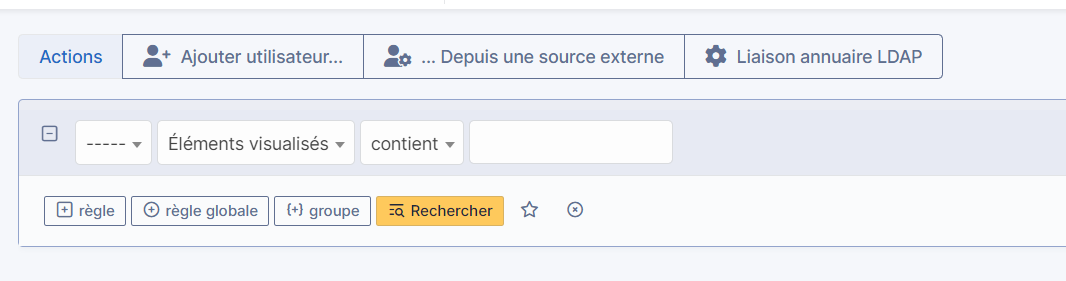 Actions Ajouter utilisateur... ... Depuis une source externe Liaison annuaire LDAP
----- Éléments visualisés contient
règle règle globale {+} groupe Rechercher